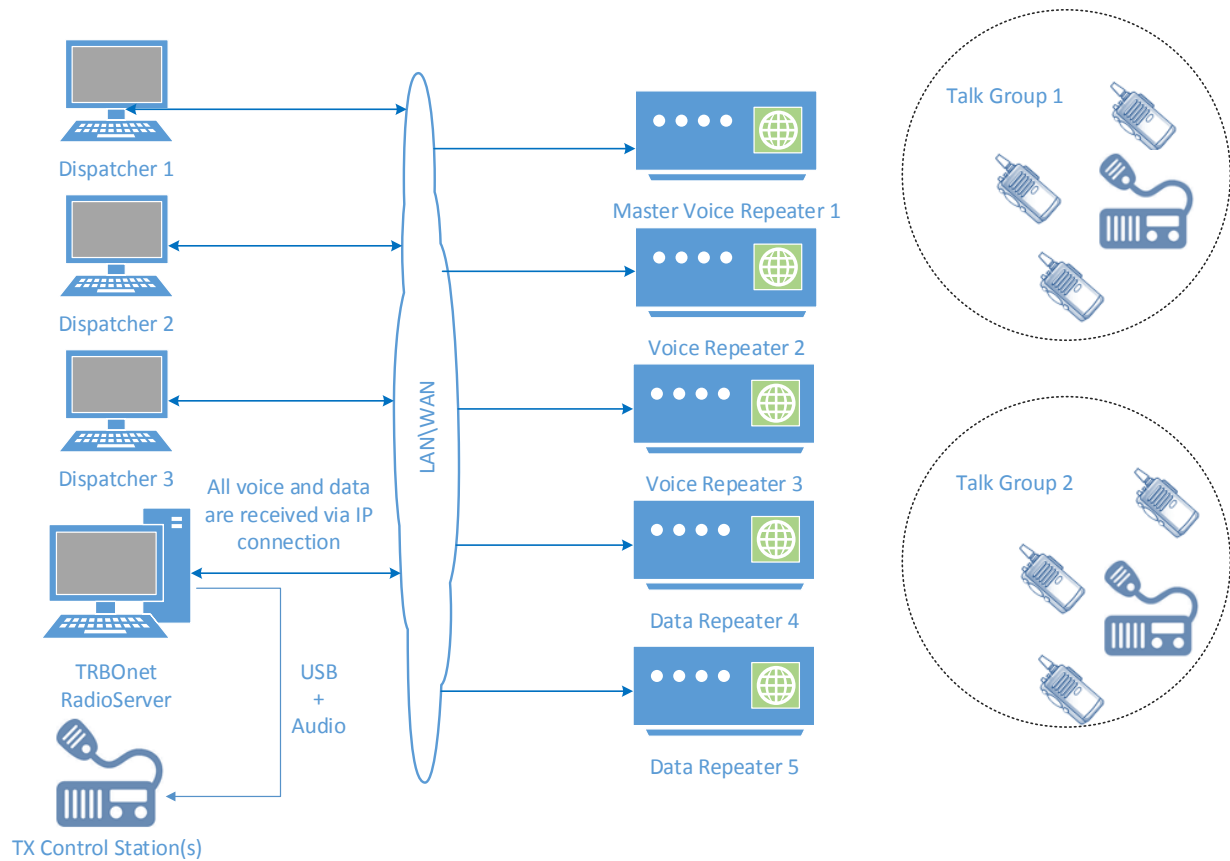 Dispatcher 1
Dispatcher 2
Dispatcher 3
All voice and data
are received via IP
connection
TRBOnet
RadioServer
USB
+
Audio
TX Control Station(s)
LAN\WAN
Master Voice Repeater 1
Voice Repeater 2
Voice Repeater 3
Data Repeater 4
Data Repeater 5
Talk Group 1
Talk Group 2